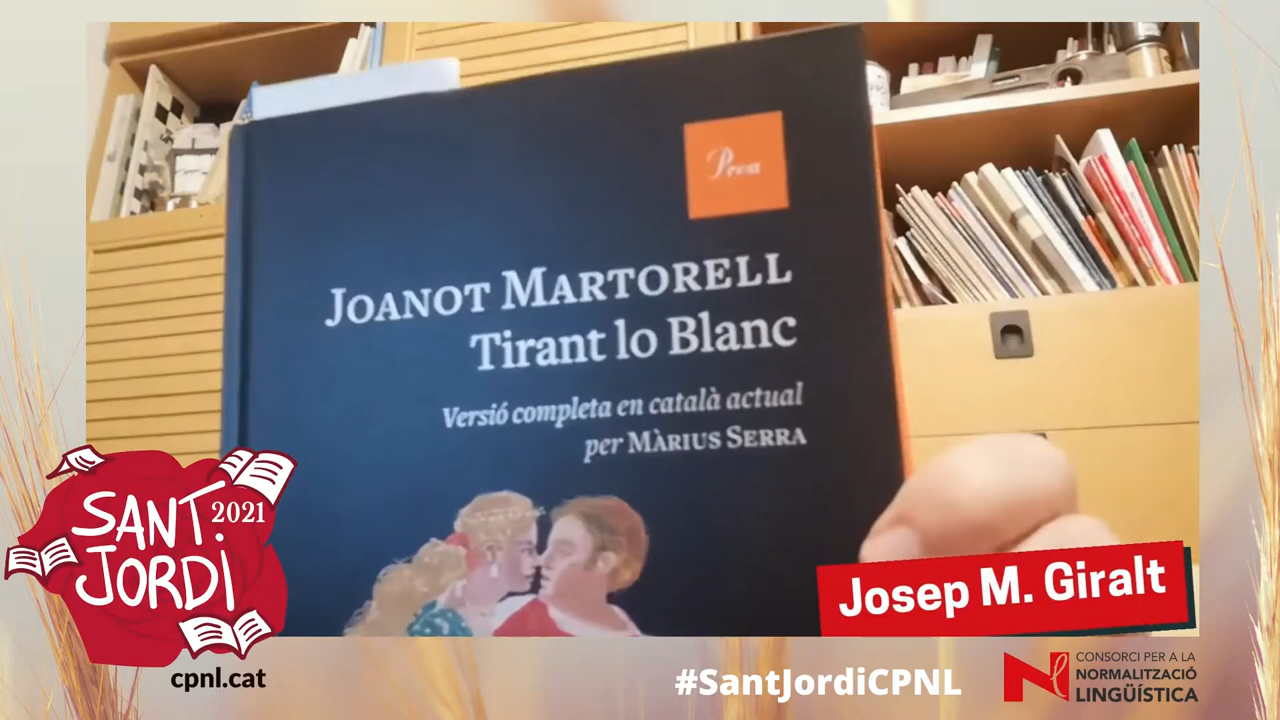 Proa
JOANOT MARTORELL
Tirant lo Blanc
Versió completa en català actual
per MÀRIUS SERRA
SANT
2021
JORDI
cpnl.cat
Josep M. Giralt
#SantJordiCPNL
CONSORCI PER A LA
NORMALITZACIÓ
LINGÜÍSTICA